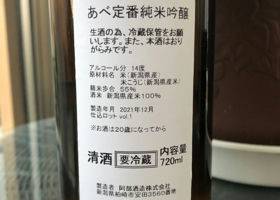 あべ定番純米吟醸
生酒の為、冷蔵保管をお願
いします。また、本酒はおり
がらみです。
アルコール分 14度
原材料名 米（新潟県産）
米こうじ（新潟県産米）
精米歩合 55%
酒米 新潟県産米100%
製造年月 2021年12月
仕込ロット vol.1
※お酒は20歳になってから
清酒 要冷蔵 内容量
720ml
製造者 阿部酒造株式会社
新潟県柏崎市安田3560番地